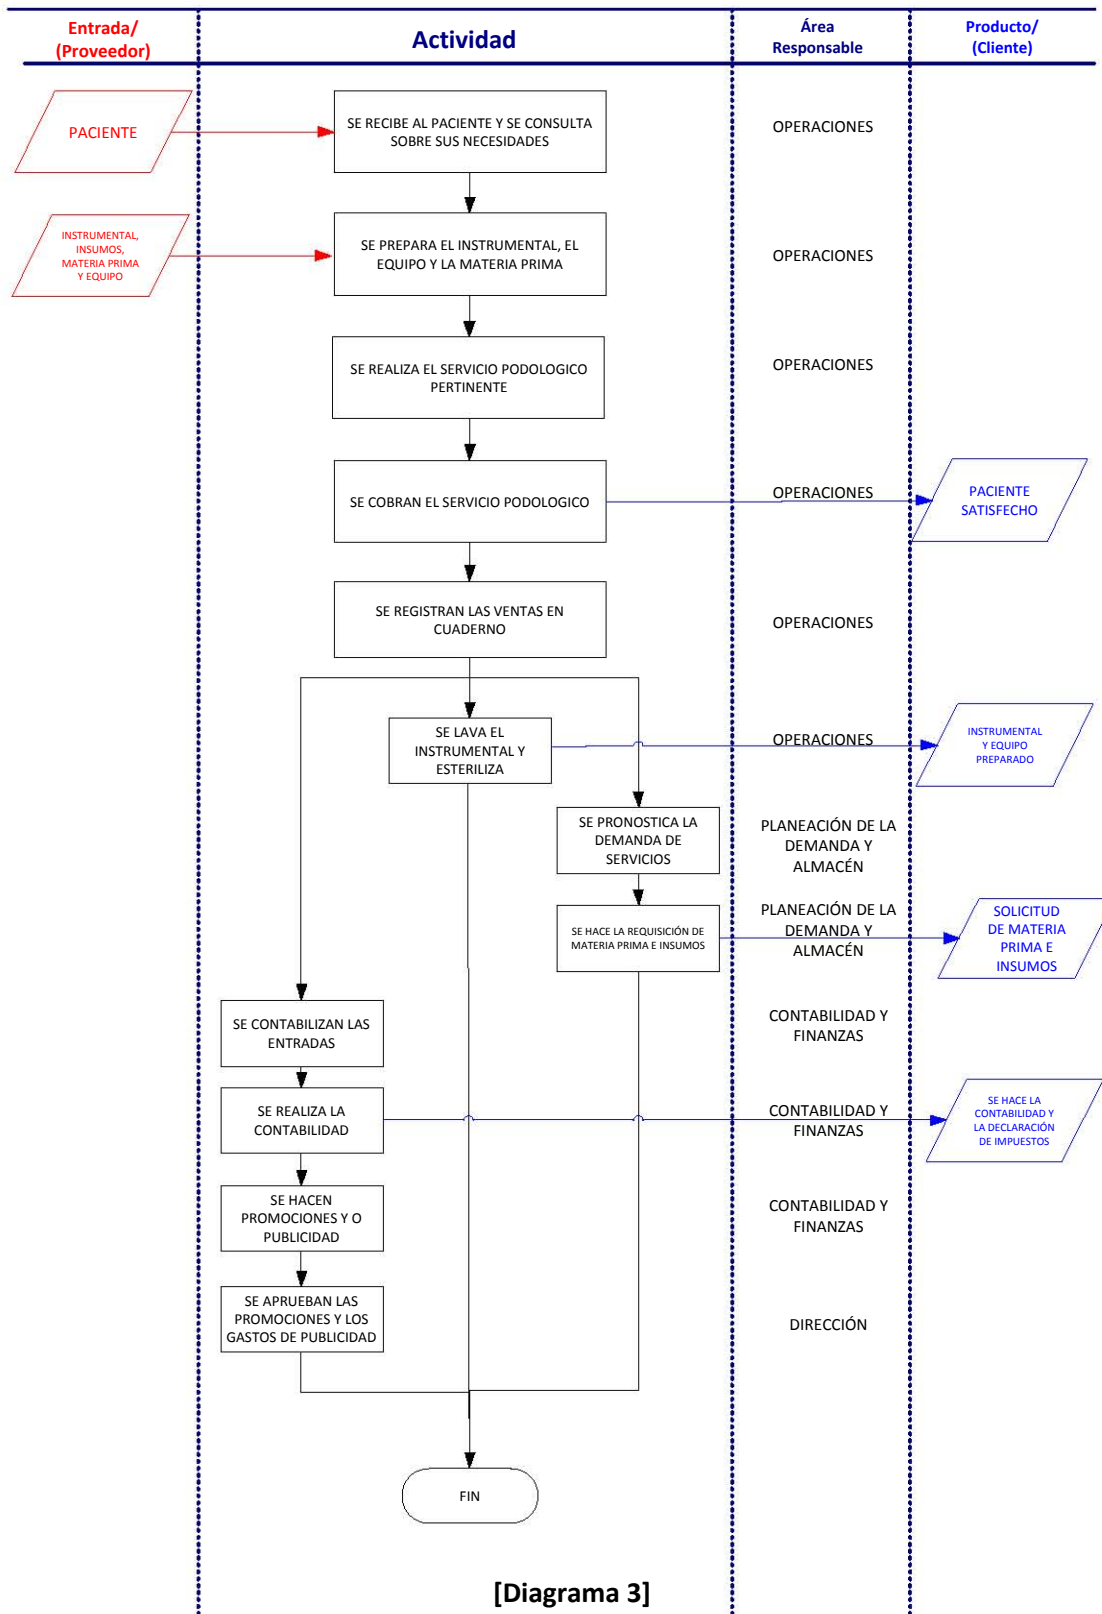 Entrada/
(Proveedor)
Actividad
Área
Responsable
Producto/
(Cliente)
PACIENTE
SE RECIBE AL PACIENTE Y SE CONSULTA
SOBRE SUS NECESIDADES
OPERACIONES
INSTRUMENTAL,
INSUMOS,
MATERIA PRIMA
Y EQUIPO
SE PREPARA EL INSTRUMENTAL, EL
EQUIPO Y LA MATERIA PRIMA
OPERACIONES
SE REALIZA EL SERVICIO PODOLOGICO
PERTINENTE
OPERACIONES
SE COBRAN EL SERVICIO PODOLOGICO
OPERACIONES
PACIENTE
SATISFECHO
SE REGISTRAN LAS VENTAS EN
CUADERNO
OPERACIONES
SE LAVA EL
INSTRUMENTAL Y
ESTERILIZA
OPERACIONES
INSTRUMENTAL
Y EQUIPO
PREPARADO
SE PRONOSTICA LA
DEMANDA DE
SERVICIOS
PLANEACIÓN DE LA
DEMANDA Y
ALMACÉN
SE HACE LA REQUISICIÓN DE
MATERIA PRIMA E INSUMOS
PLANEACIÓN DE LA
DEMANDA Y
ALMACÉN
SOLICITUD
DE MATERIA
PRIMA E
INSUMOS
SE CONTABILIZAN LAS
ENTRADAS
CONTABILIDAD Y
FINANZAS
SE REALIZA LA
CONTABILIDAD
CONTABILIDAD Y
FINANZAS
SE HACE LA
CONTABILIDAD Y
LA DECLARACIÓN
DE IMPUESTOS
SE HACEN
PROMOCIONES Y O
PUBLICIDAD
CONTABILIDAD Y
FINANZAS
SE APRUEBAN LAS
PROMOCIONES Y LOS
GASTOS DE PUBLICIDAD
DIRECCIÓN
FIN
[Diagrama 3]